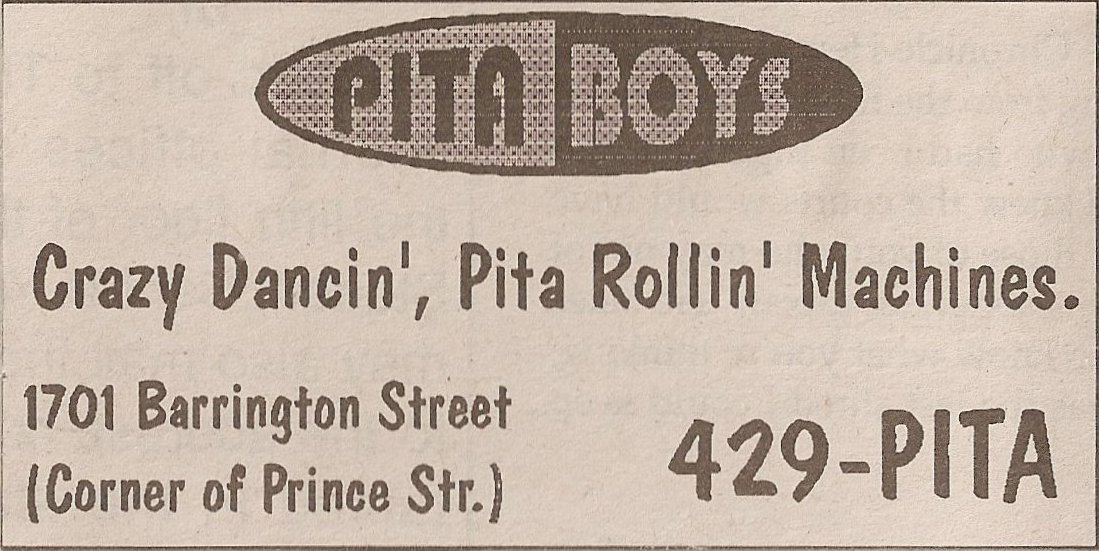 PITA BOYS
Crazy Dancin', Pita Rollin' Machines.
1701 Barrington Street
(Corner of Prince Str.)
429-PITA